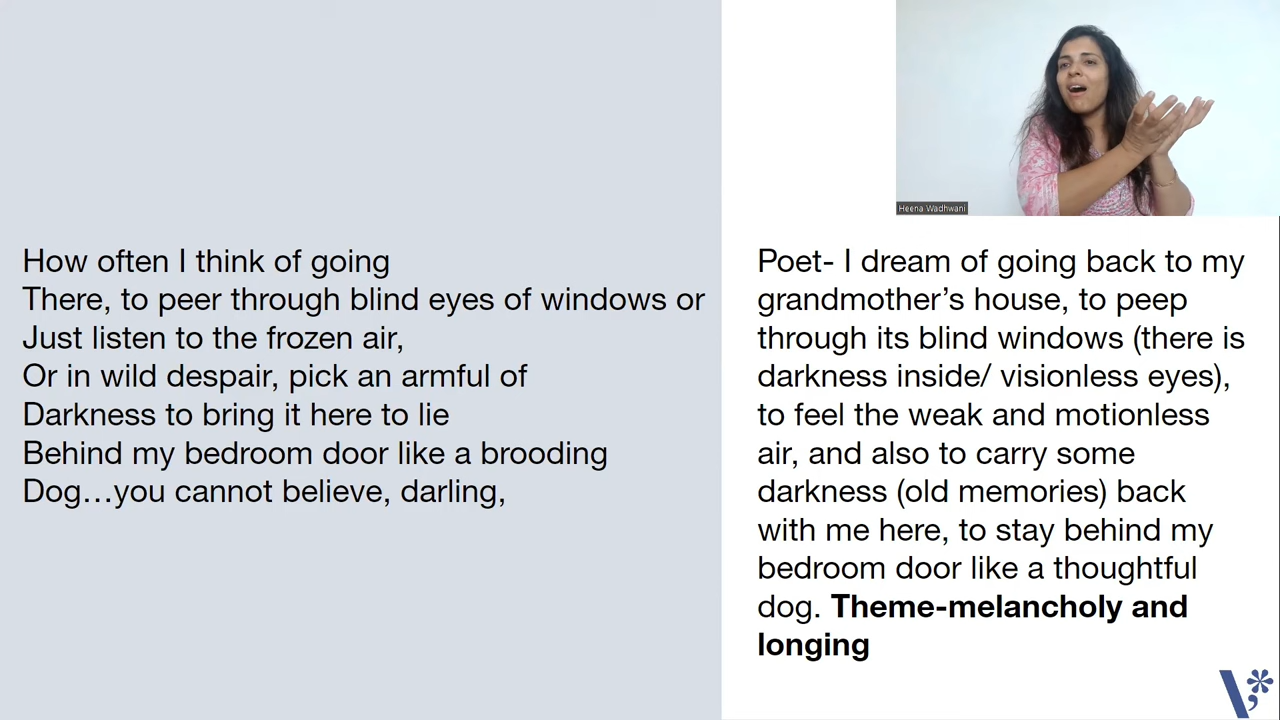 How often I think of going
There, to peer through blind eyes of windows or
Just listen to the frozen air,
Or in wild despair, pick an armful of
Darkness to bring it here to lie
Behind my bedroom door like a brooding
Dog…you cannot believe, darling,
Heena Wadhwani
Poet- I dream of going back to my
grandmother’s house, to peep
through its blind windows (there is
darkness inside/ visionless eyes),
to feel the weak and motionless
air, and also to carry some
darkness (old memories) back
with me here, to stay behind my
bedroom door like a thoughtful
dog. Theme-melancholy and
longing